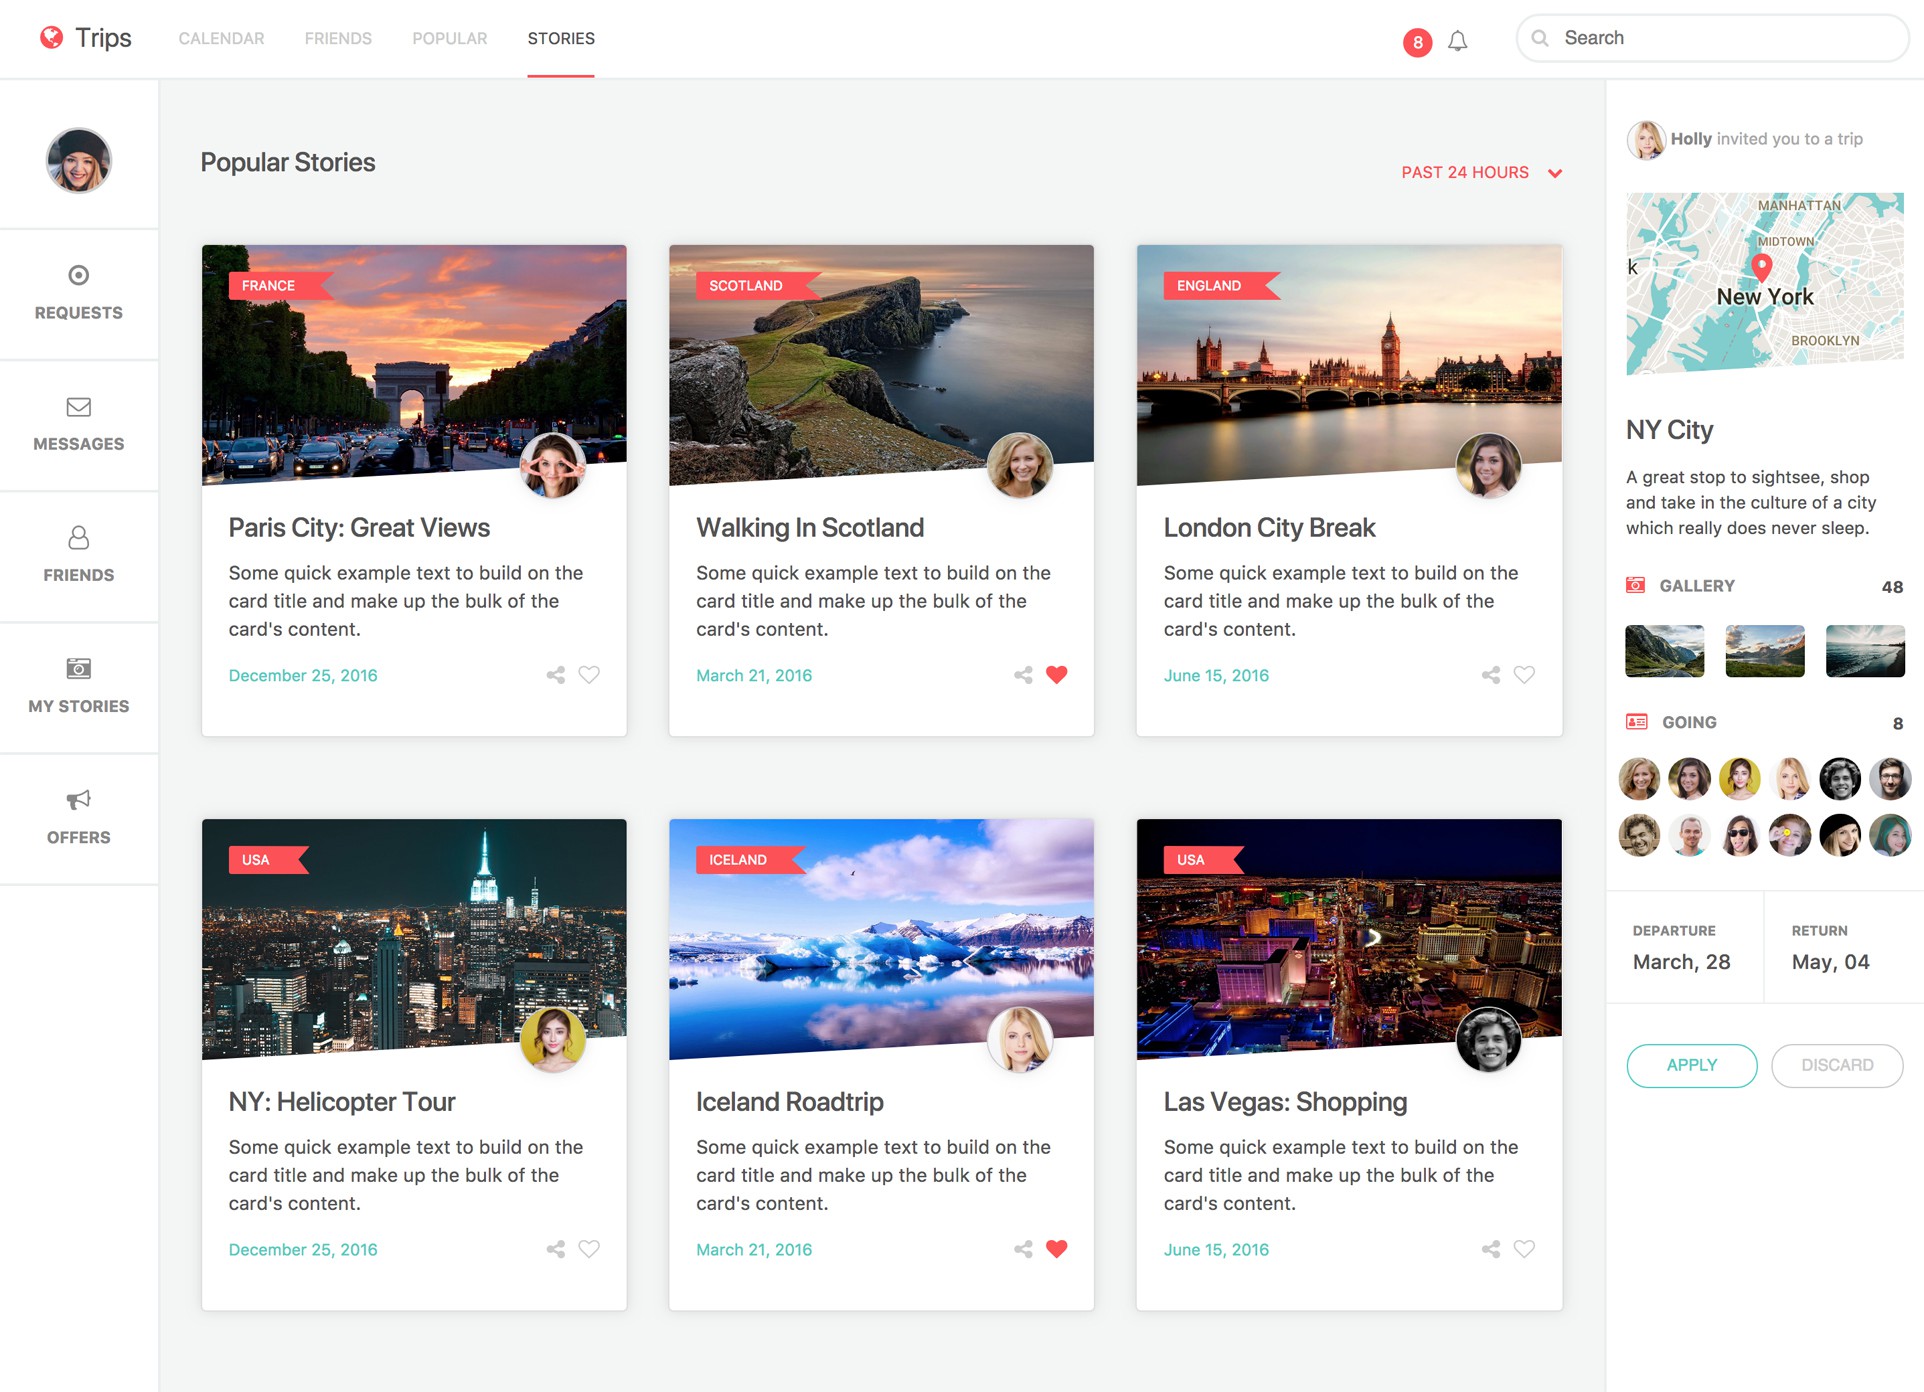 Trips
CALENDAR
FRIENDS
POPULAR
STORIES
8
Search
REQUESTS
MESSAGES
FRIENDS
MY STORIES
OFFERS
Popular Stories
PAST 24 HOURS
FRANCE
Paris City: Great Views
Some quick example text to build on the
card title and make up the bulk of the
card's content.
December 25, 2016
SCOTLAND
Walking In Scotland
Some quick example text to build on the
card title and make up the bulk of the
card's content.
March 21, 2016
ENGLAND
London City Break
Some quick example text to build on the
card title and make up the bulk of the
card's content.
June 15, 2016
USA
NY: Helicopter Tour
Some quick example text to build on the
card title and make up the bulk of the
card's content.
December 25, 2016
ICELAND
Iceland Roadtrip
Some quick example text to build on the
card title and make up the bulk of the
card's content.
March 21, 2016
USA
Las Vegas: Shopping
Some quick example text to build on the
card title and make up the bulk of the
card's content.
June 15, 2016
Holly invited you to a trip
MANHATTAN
MIDTOWN
k
New York
BROOKLYN
NY City
A great stop to sightsee, shop
and take in the culture of a city
which really does never sleep.
GALLERY 48
GOING 8
DEPARTURE
March, 28
RETURN
May, 04
APPLY
DISCARD